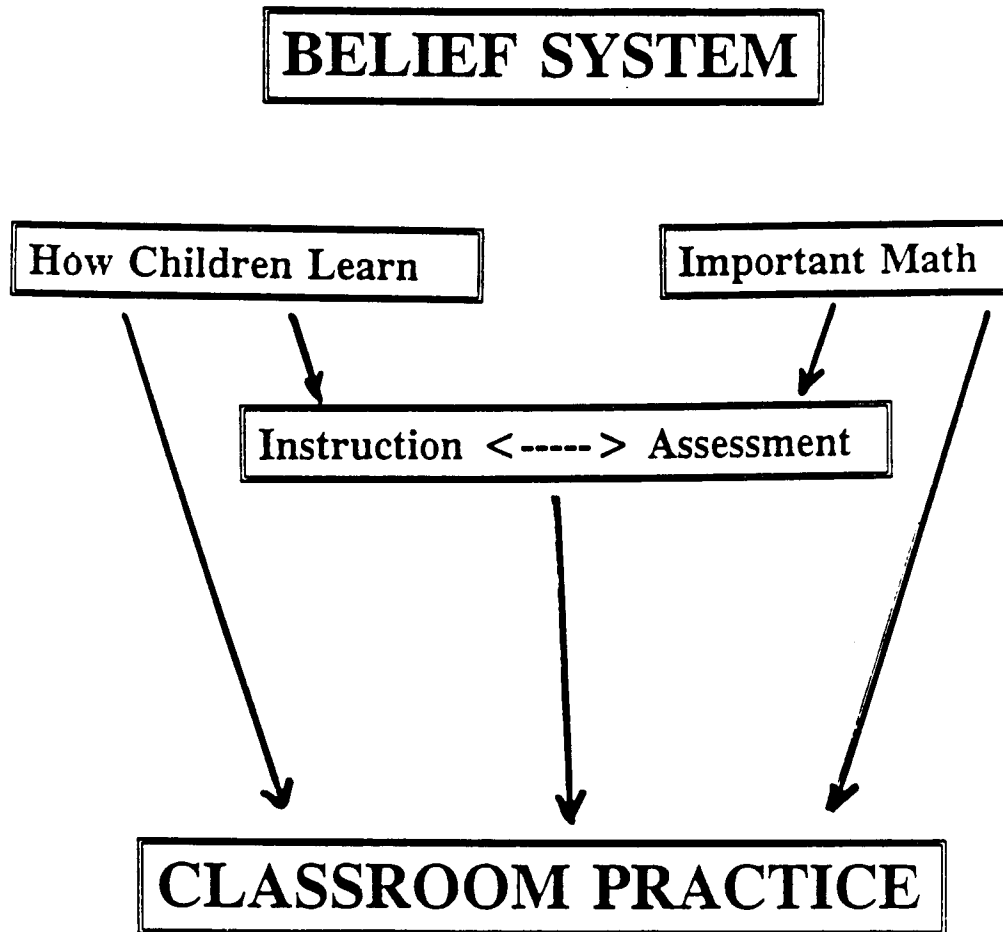 BELIEF SYSTEM
How Children Learn
Important Math
Instruction <-----> Assessment
CLASSROOM PRACTICE